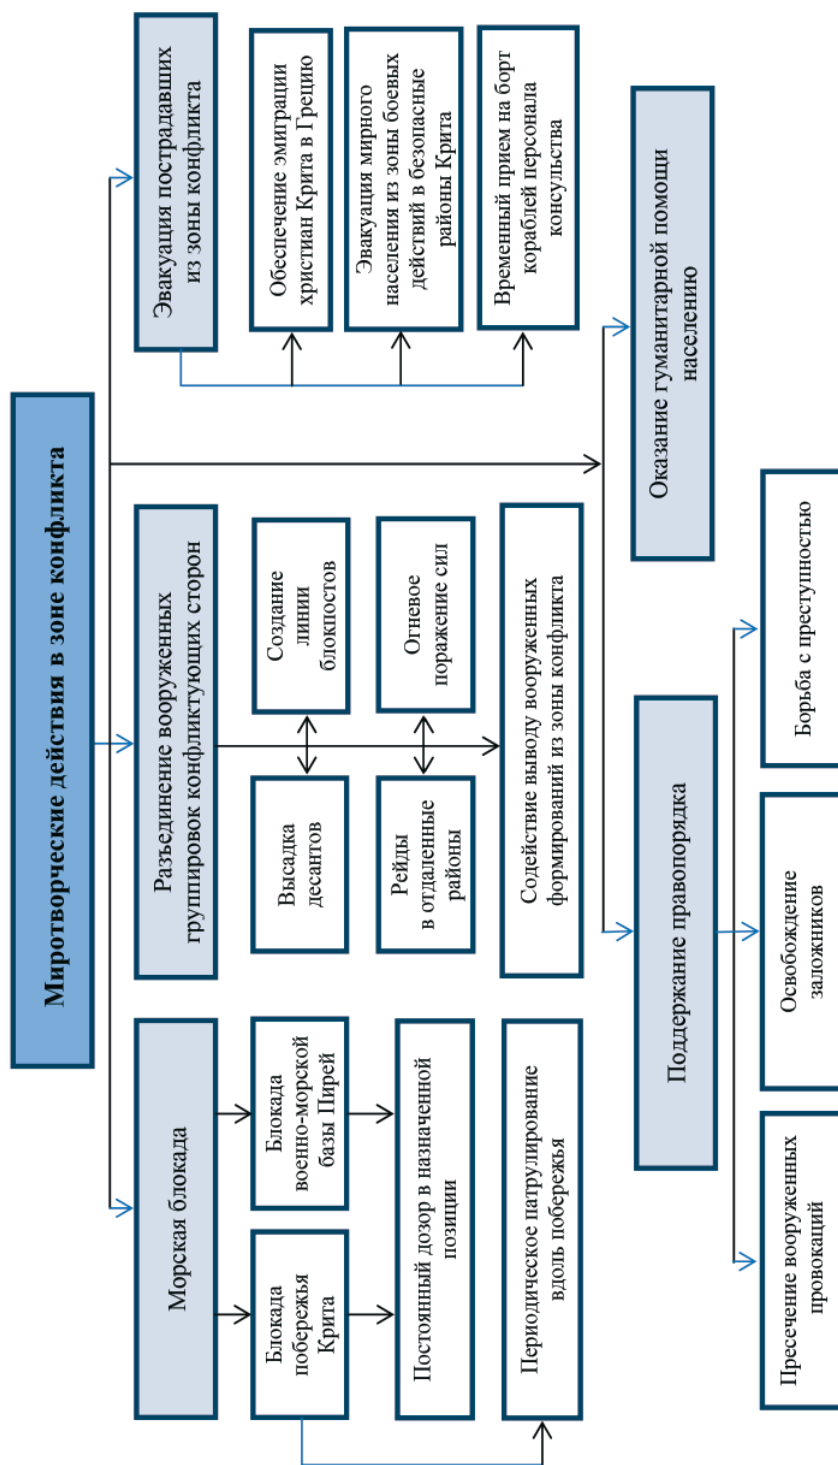 Миротворческие действия в зоне конфликта
Морская блокада
Блокада
побережья
Крита
Блокада
военно-морской
базы Пирей
Постоянный дозор в назначенной
позиции
Периодическое патрулирование
вдоль побережья
Разъединение вооруженных
группировок конфликтующих сторон
Высадка
десантов
Создание
линии
блокпостов
Рейды
в отдаленные
районы
Огневое
поражение сил
Содействие выводу вооруженных
формирований из зоны конфликта
Эвакуация пострадавших
из зоны конфликта
Обеспечение эмиграции
христиан Крита в Грецию
Эвакуация мирного
населения из зоны боевых
действий в безопасные
районы Крита
Временный прием на борт
кораблей персонала
консульства
Поддержание правопорядка
Пресечение вооруженных
провокаций
Освобождение
заложников
Борьба с преступностью
Оказание гуманитарной помощи
населению